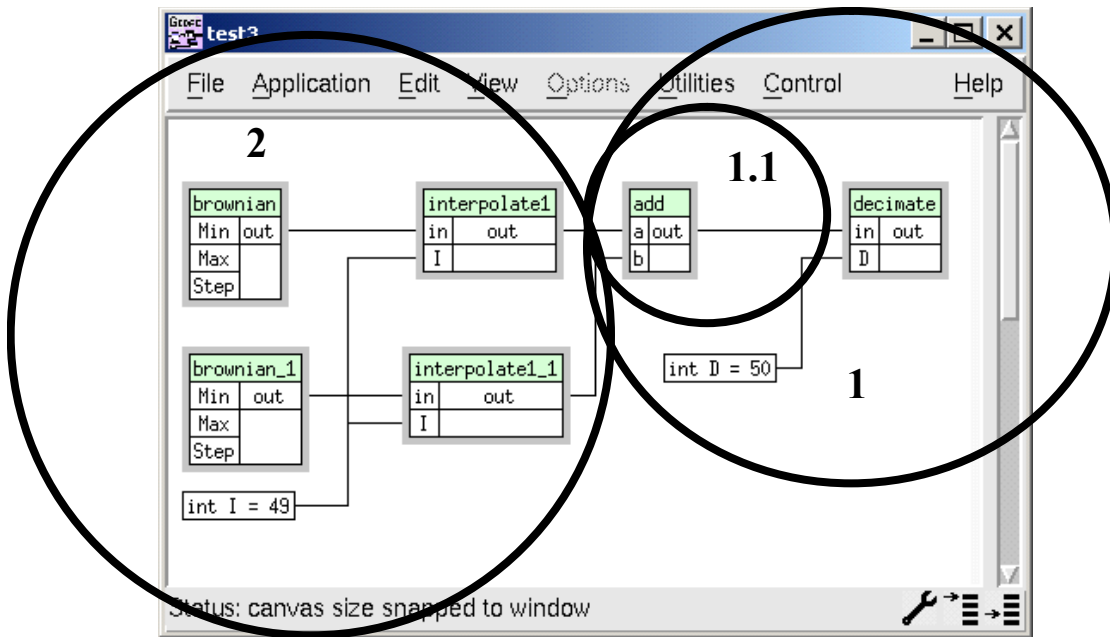 Gedae
test3
File Application Edit View Options Utilities Control Help
2
1.1
brownian
Min out
Max
Step
interpolate1
in out
I
add
a out
b
decimate
in out
D
brownian_1
Min out
Max
Step
interpolate1_1
in out
I
int D = 50
1
int I = 49
Status: canvas size snapped to window